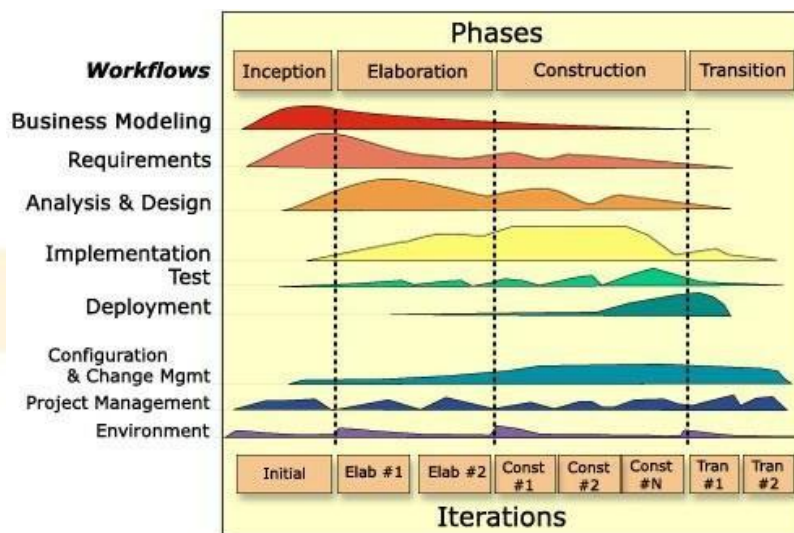 Phases
Workflows Inception Elaboration Construction Transition
Business Modeling
Requirements
Analysis & Design
Implementation
Test
Deployment
Configuration
& Change Mgmt
Project Management
Environment
Initial Elab #1 Elab #2 Const #1 Const #2 Const #N Tran #1 Tran #2
Iterations